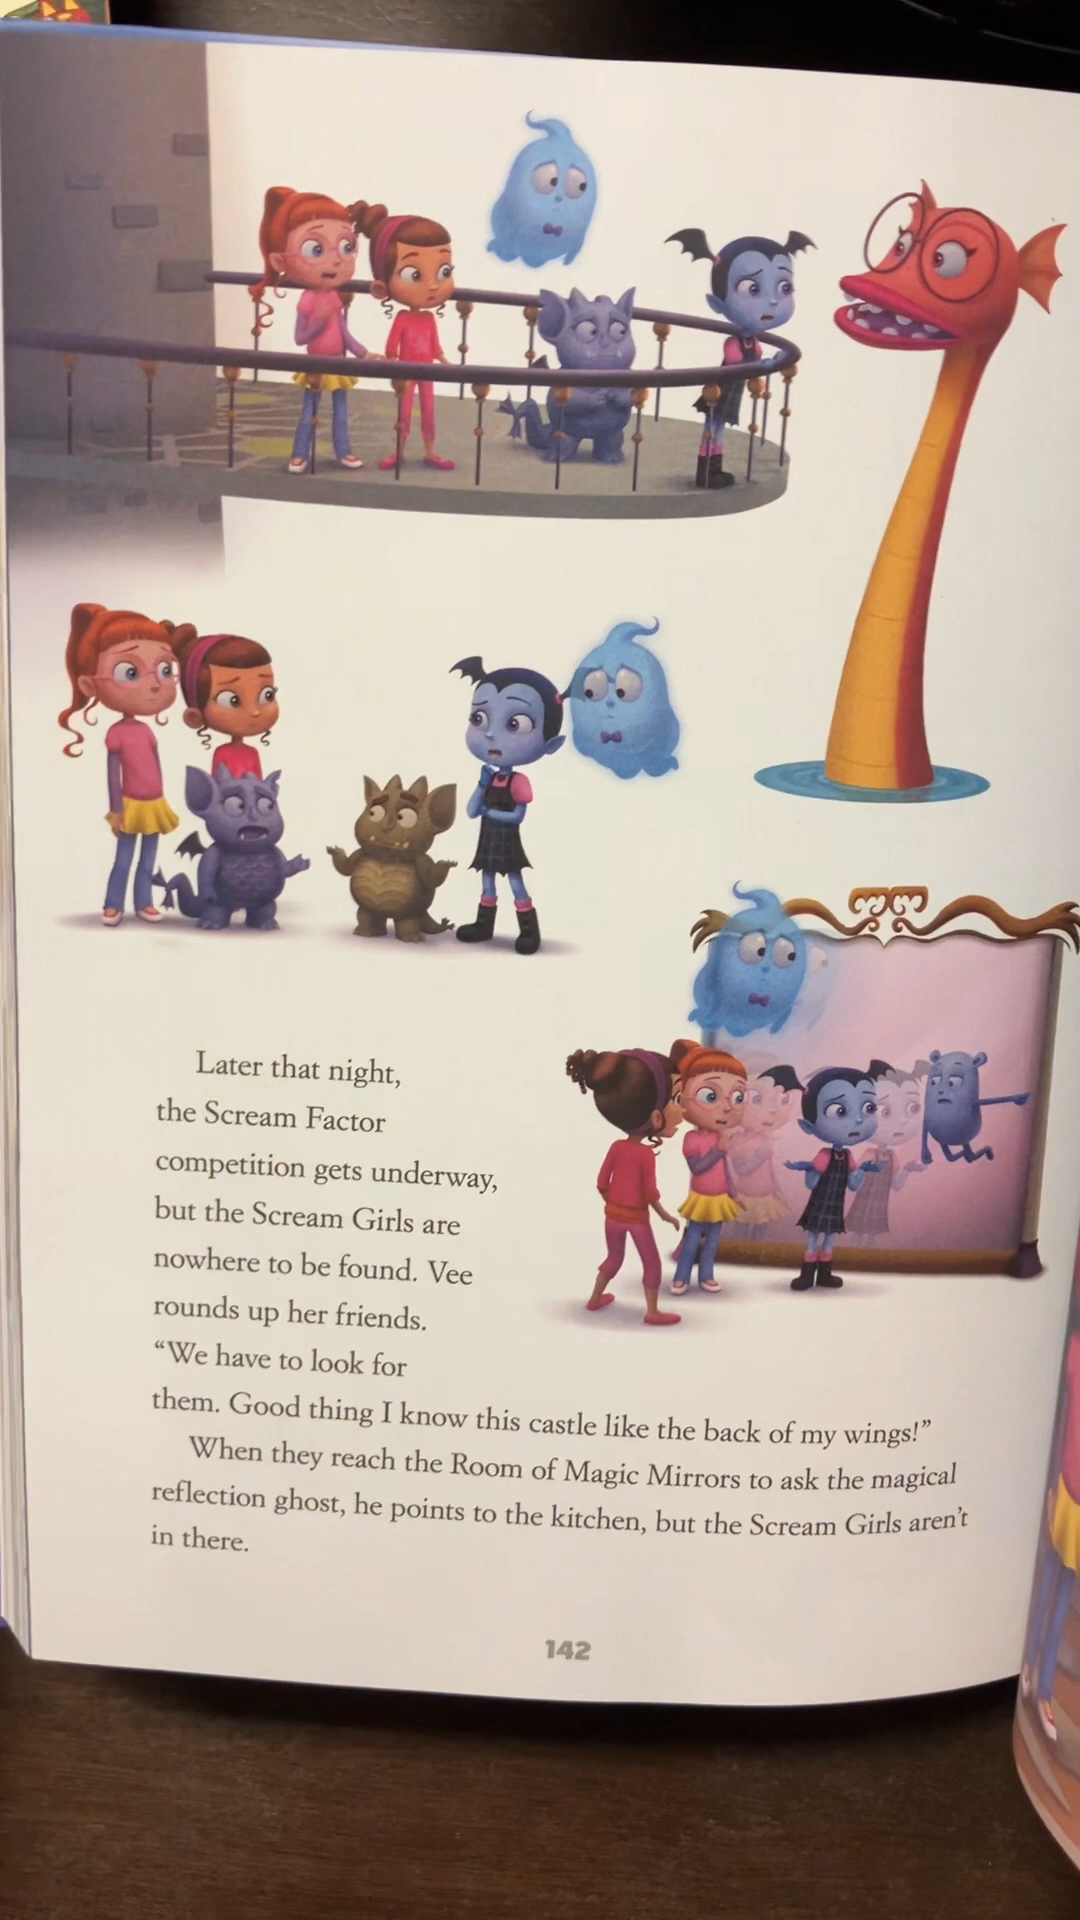 Later that night,
the Scream Factor
competition gets underway,
but the Scream Girls are
nowhere to be found. Vee
rounds up her friends.
“We have to look for
them. Good thing I know this castle like the back of my wings!”
When they reach the Room of Magic Mirrors to ask the magical
reflection ghost, he points to the kitchen, but the Scream Girls aren’t
in there.
142